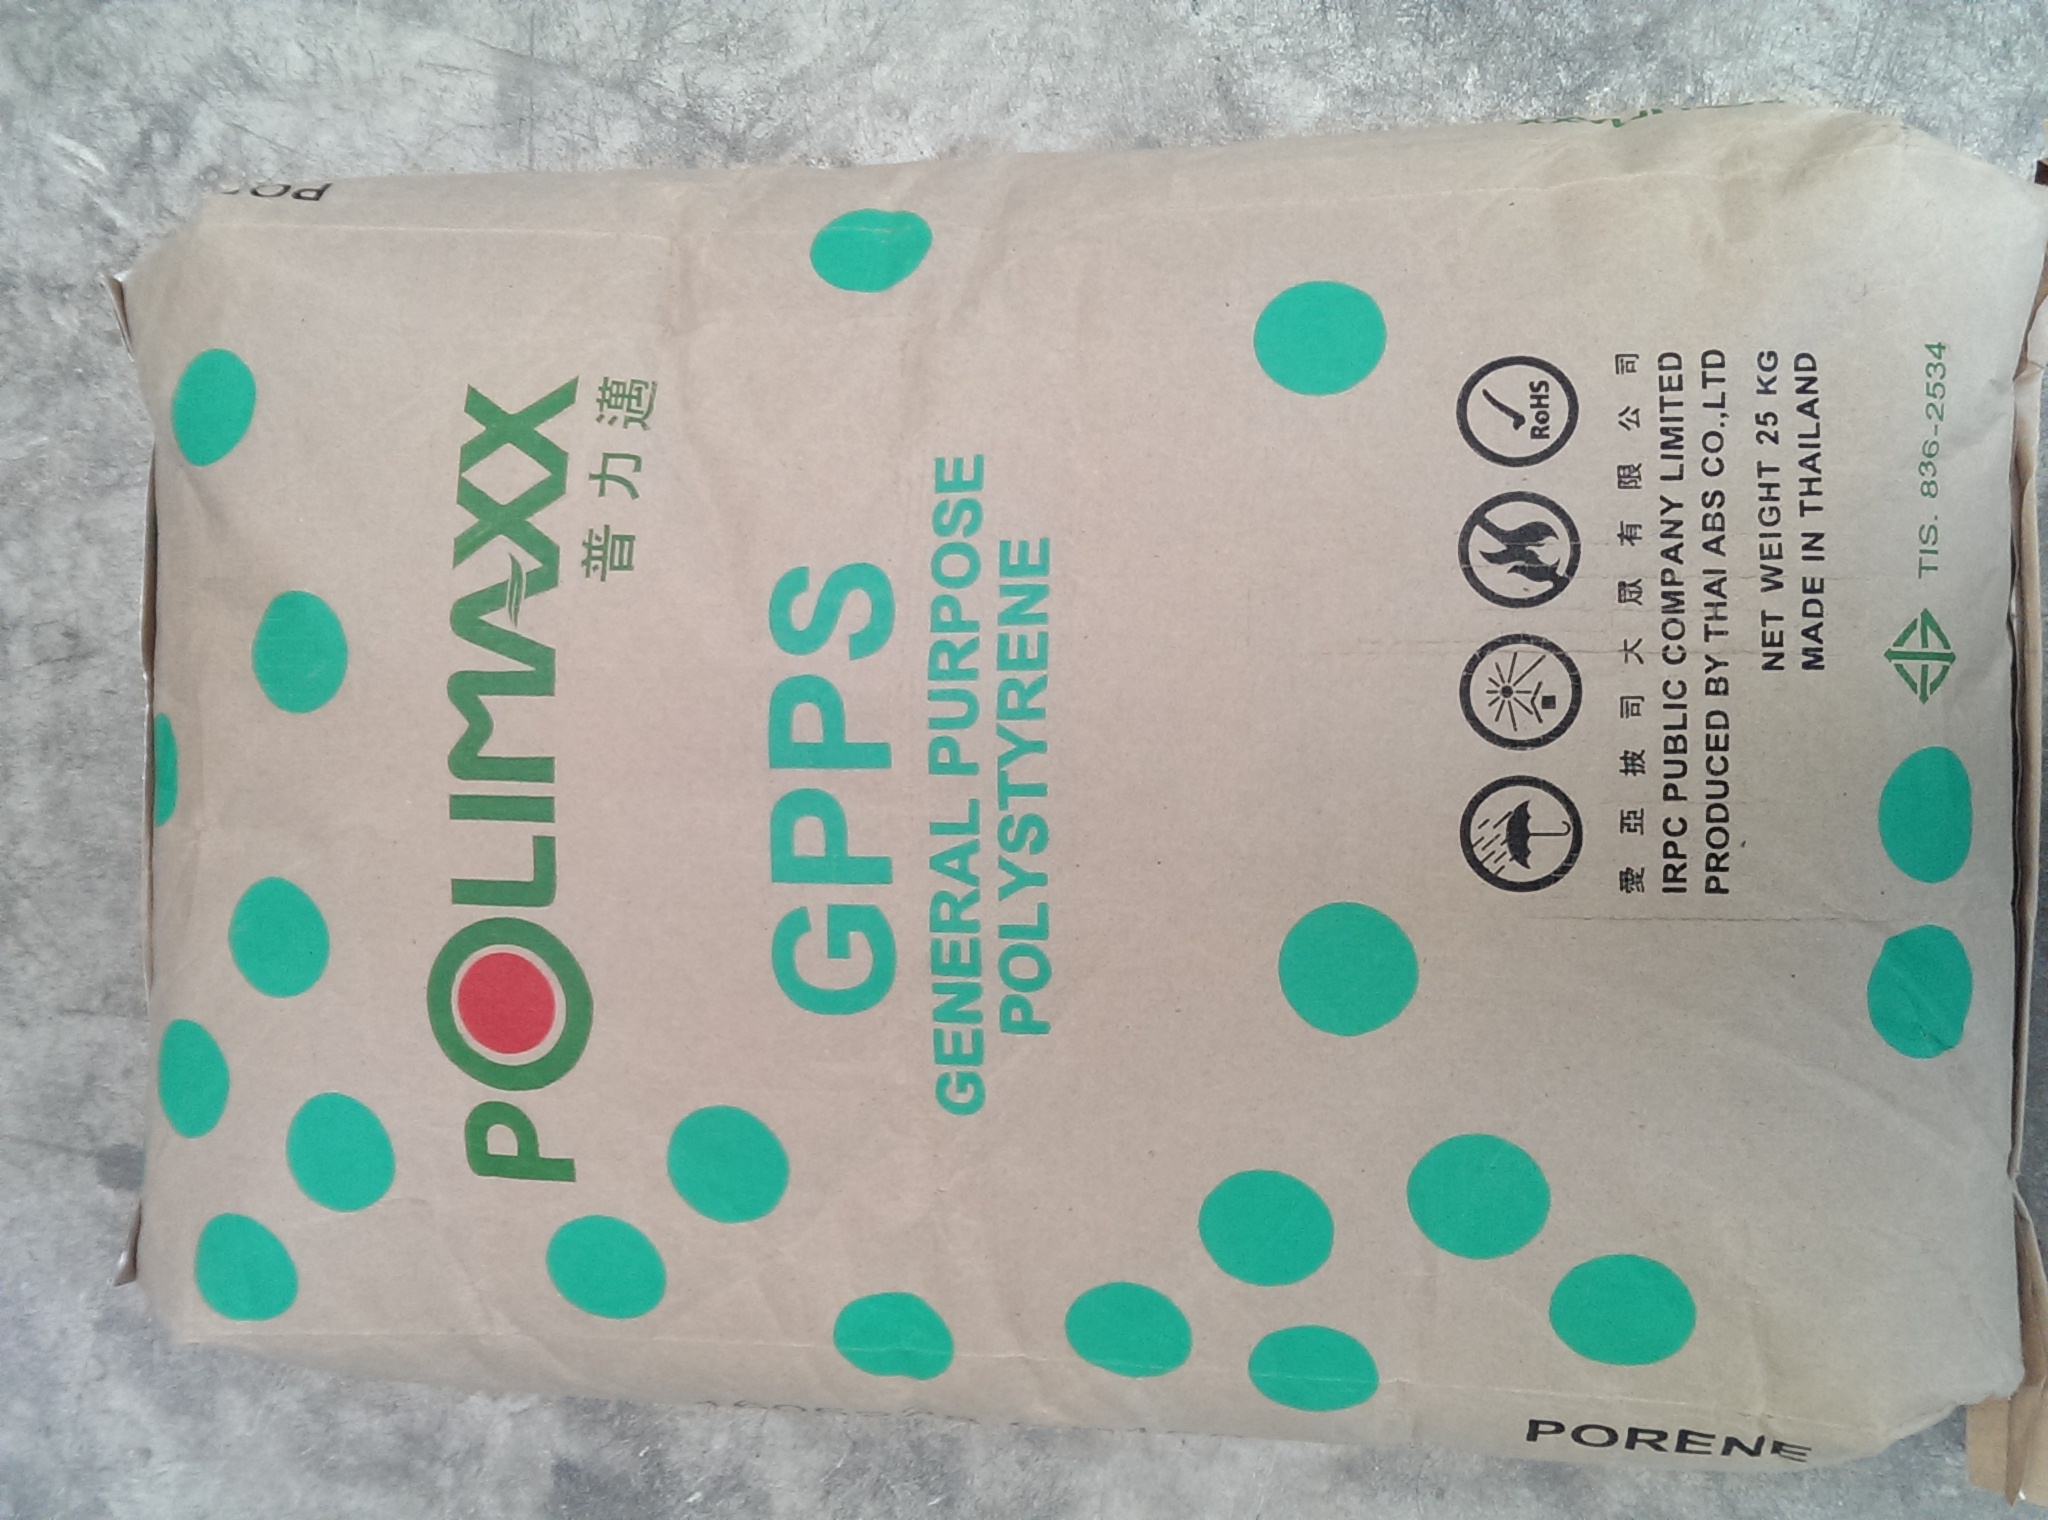 POLIMAXX
普力邁
GPPS
GENERAL PURPOSE
POLYSTYRENE
RoHS
愛亞披司大眾有限公司
IRPC PUBLIC COMPANY LIMITED
PRODUCED BY THAI ABS CO.,LTD
NET WEIGHT 25 KG
MADE IN THAILAND
TIS. 836-2534
PORENE